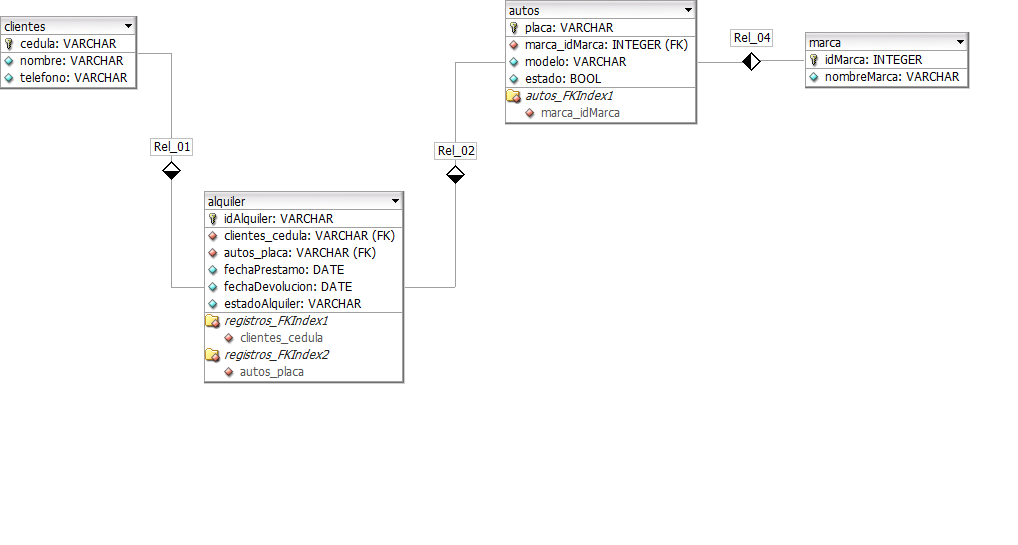 clientes
cedula: VARCHAR
nombre: VARCHAR
telefono: VARCHAR
Rel_01
alquiler
idAlquiler: VARCHAR
clientes_cedula: VARCHAR (FK)
autos_placa: VARCHAR (FK)
fechaPrestamo: DATE
fechaDevolucion: DATE
estadoAlquiler: VARCHAR
registros_FKIndex1
clientes_cedula
registros_FKIndex2
autos_placa
Rel_02
autos
placa: VARCHAR
marca_idMarca: INTEGER (FK)
modelo: VARCHAR
estado: BOOL
autos_FKIndex1
marca_idMarca
Rel_04
marca
idMarca: INTEGER
nombreMarca: VARCHAR